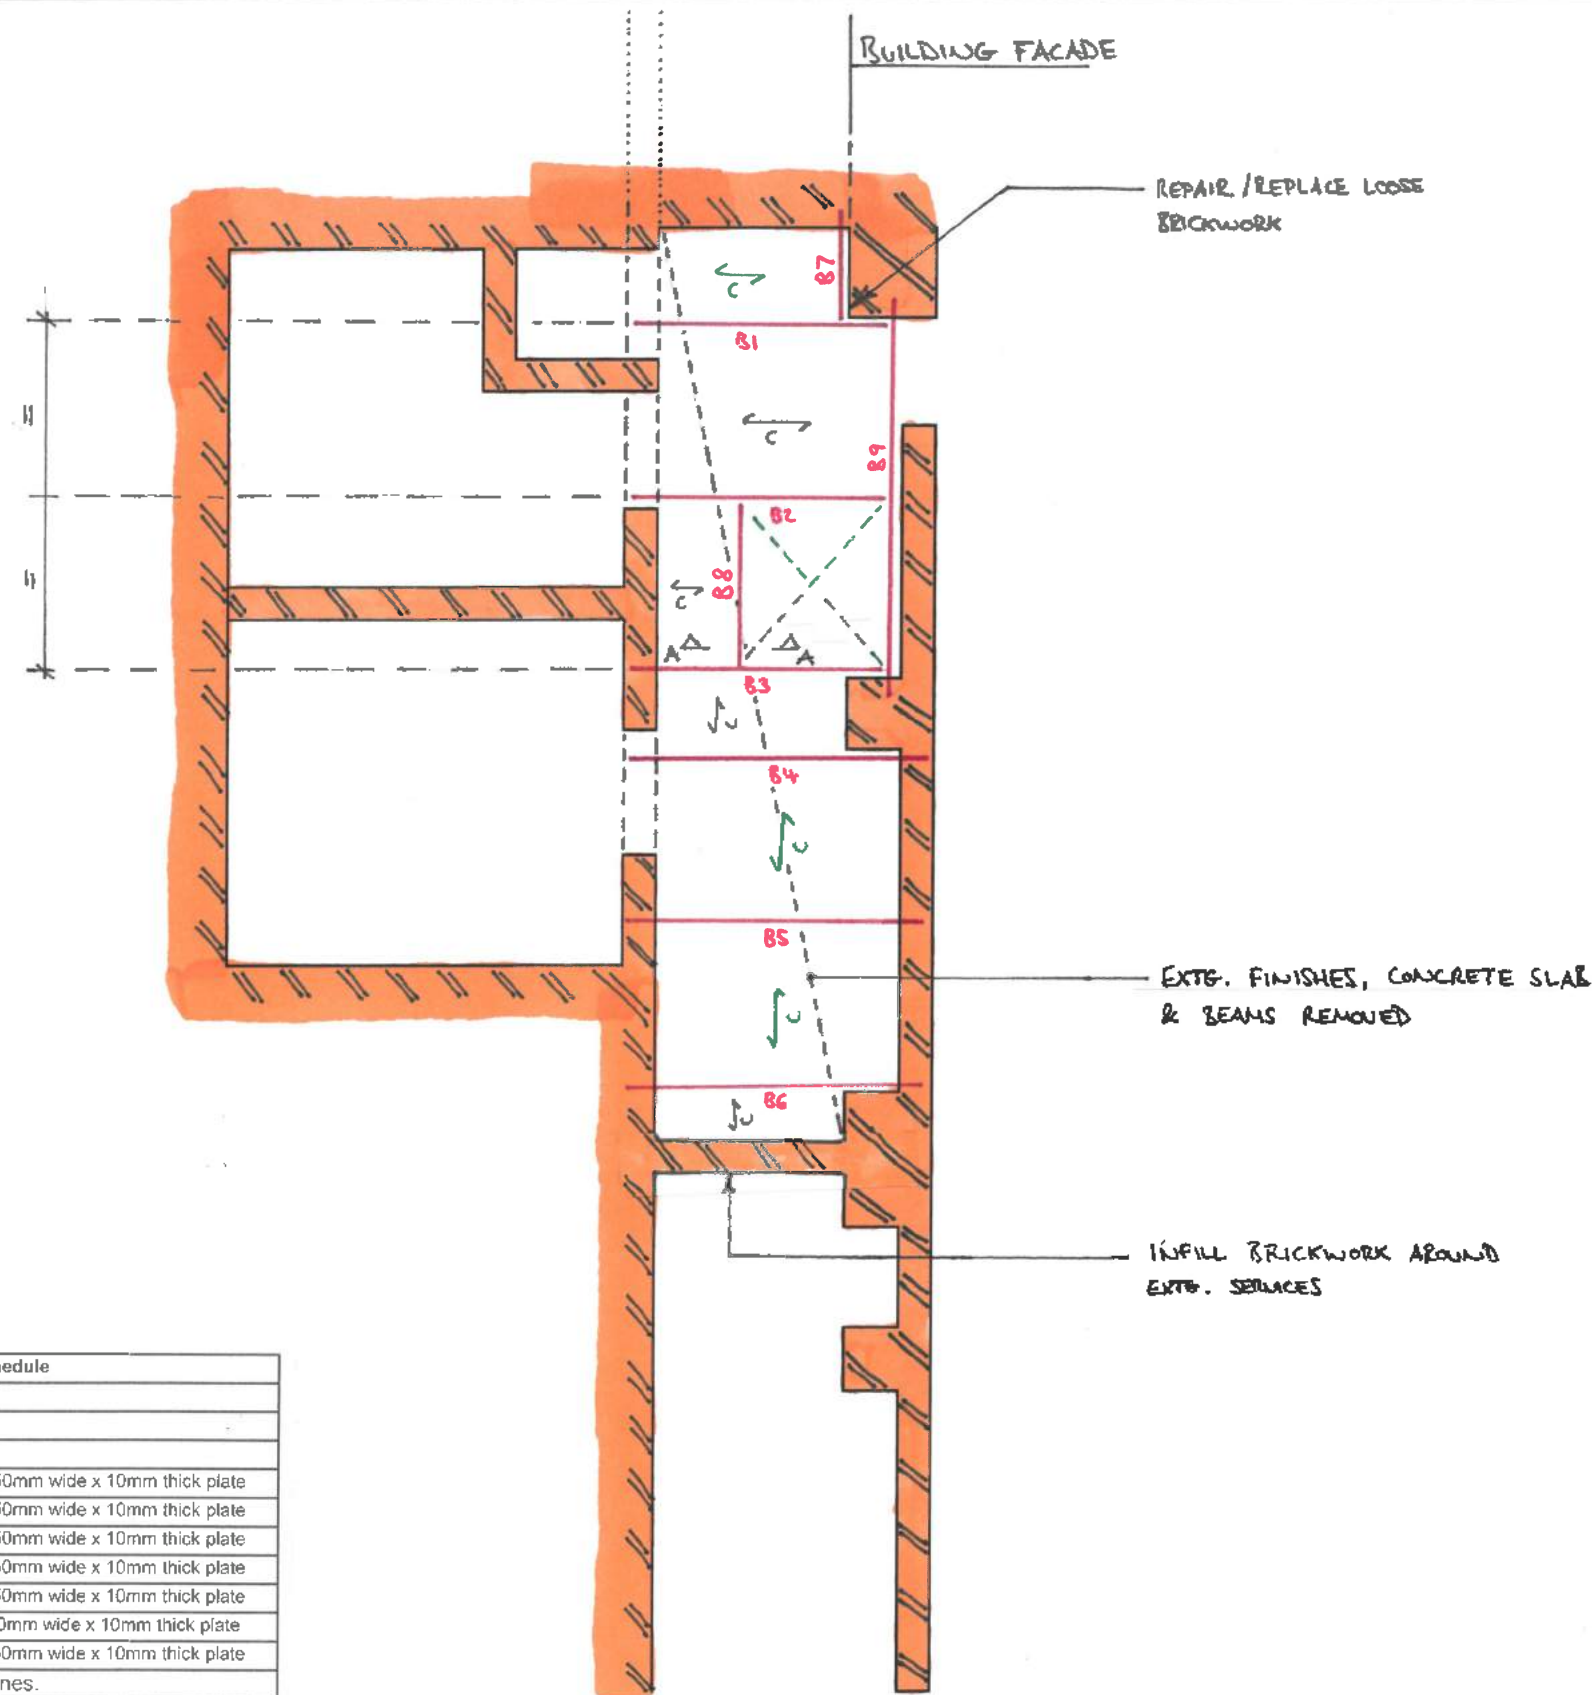 BUILDING FACADE
REPAIR/REPLACE LOOSE
BRICKWORK
B7
C
B1
=
C
B9
B2
=
B8
C
A
A
B3
C
B4
C
B5
EXTG. FINISHES, CONCRETE SLAB
& BEAMS REMOVED
C
B6
C
INFILL BRICKWORK AROUND
EXTG. SERVICES
edule
0mm wide x 10mm thick plate
0mm wide x 10mm thick plate
0mm wide x 10mm thick plate
0mm wide x 10mm thick plate
0mm wide x 10mm thick plate
0mm wide x 10mm thick plate
0mm wide x 10mm thick plate
nes.